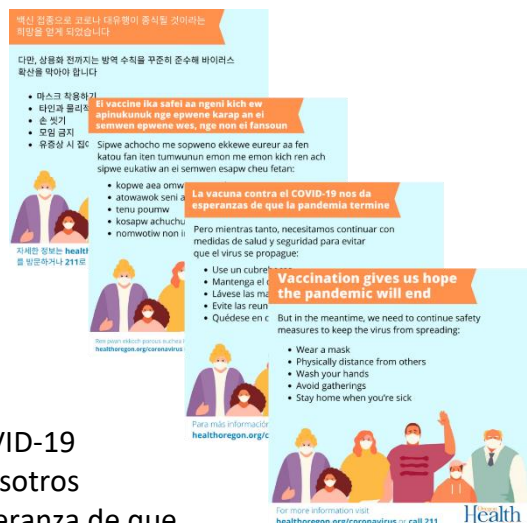 백신 접종으로 코로나 대유행이 종식될 것이라는
희망을 얻게 되었습니다
다만, 상용화 전까지는 방역 수칙을 꾸준히 준수해 바이러스
확산을 막아야 합니다
• 마스크 착용하기
• 타인과 물리적
• 손 씻기
• 모임 금지
• 유증상 시
자세한 정보는
를 방문하거나 211로
Ei vaccine ika safei aa ngeni kich ew
apinukunuk nge epwene karap an ei
semwen epwene wes, nge non ei fansoun
Sipwe achocho me sopweno ekkewe eureur aa fen
katou fan iten tumwunun emon me emon kich ren ach
sipwe eukatiw an ei semwen esapw cheu fetan:
• kopwe aea
• atowawok seni
• tenu poumw
• kosapw
• nomwotiw non
healthoregon.org/coronavirus
La vacuna contra el COVID-19 nos da
esperanzas de que la pandemia termine
Pero mientras tanto, necesitamos continuar con
medidas de salud y seguridad para evitar
que el virus se propague:
• Use un
• Mantenga el
• Lávese las
• Evite las
• Quédese en
Para más información
Vaccination gives us hope
the pandemic will end
But in the meantime, we need to continue safety
measures to keep the virus from spreading:
• Wear a mask
• Physically distance from others
• Wash your hands
• Avoid gatherings
• Stay home when you're sick
For more information visit
healthoregon.org/coronavirus or call 211
Health
VID-19
sotros
eranza de que